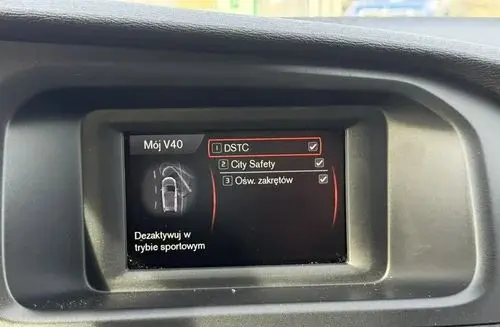 Mój V40
1 DSTC
2 City Safety
3 Ośw. zakrętów
Dezaktywuj w
trybie sportowym